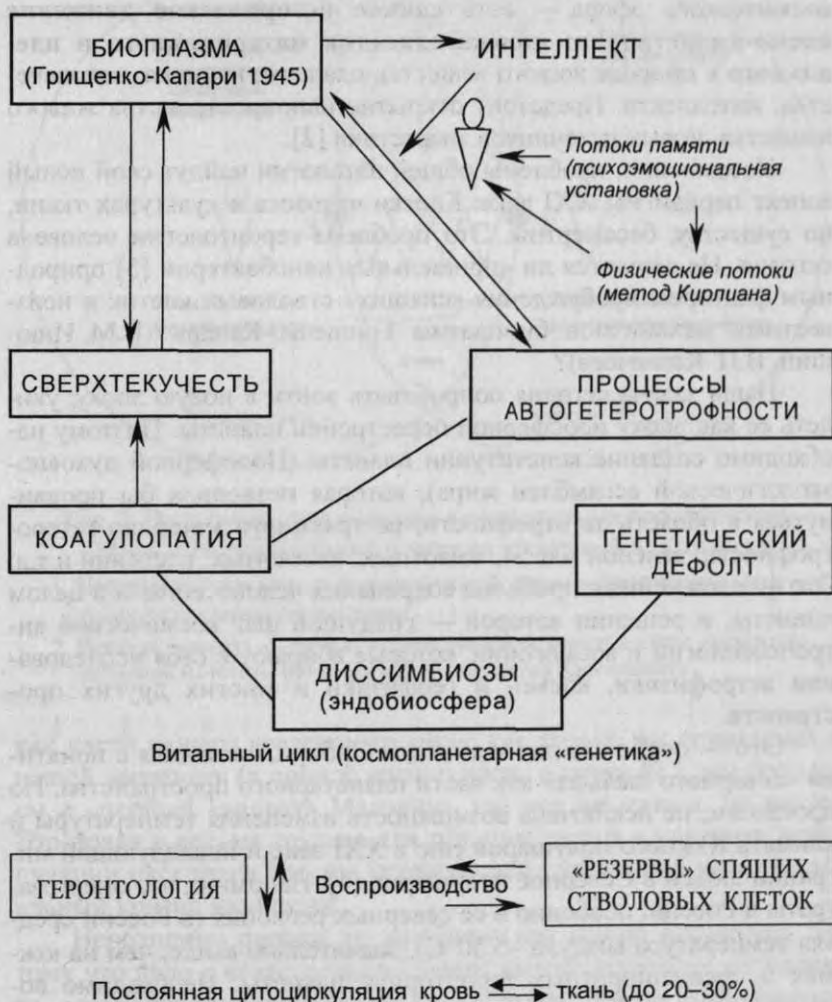 БИОПЛАЗМА
(Грищенко-Капари 1945)
ИНТЕЛЛЕКТ
Потоки памяти
(психоэмоциональная
установка)
Физические потоки
(метод Кирлиана)
СВЕРХТЕКУЧЕСТЬ
ПРОЦЕССЫ
АВТОГЕТЕРОТРОФНОСТИ
КОАГУЛОПАТИЯ
ГЕНЕТИЧЕСКИЙ
ДЕФОЛТ
ДИССИМБИОЗЫ
(эндобиосфера)
Витальный цикл (космопланетарная «генетика»)
ГЕРОНТОЛОГИЯ
Воспроизводство
«РЕЗЕРВЫ» СПЯЩИХ
СТВОЛОВЫХ КЛЕТОК
Постоянная цитоциркуляция кровь ткань (до 20–30%)